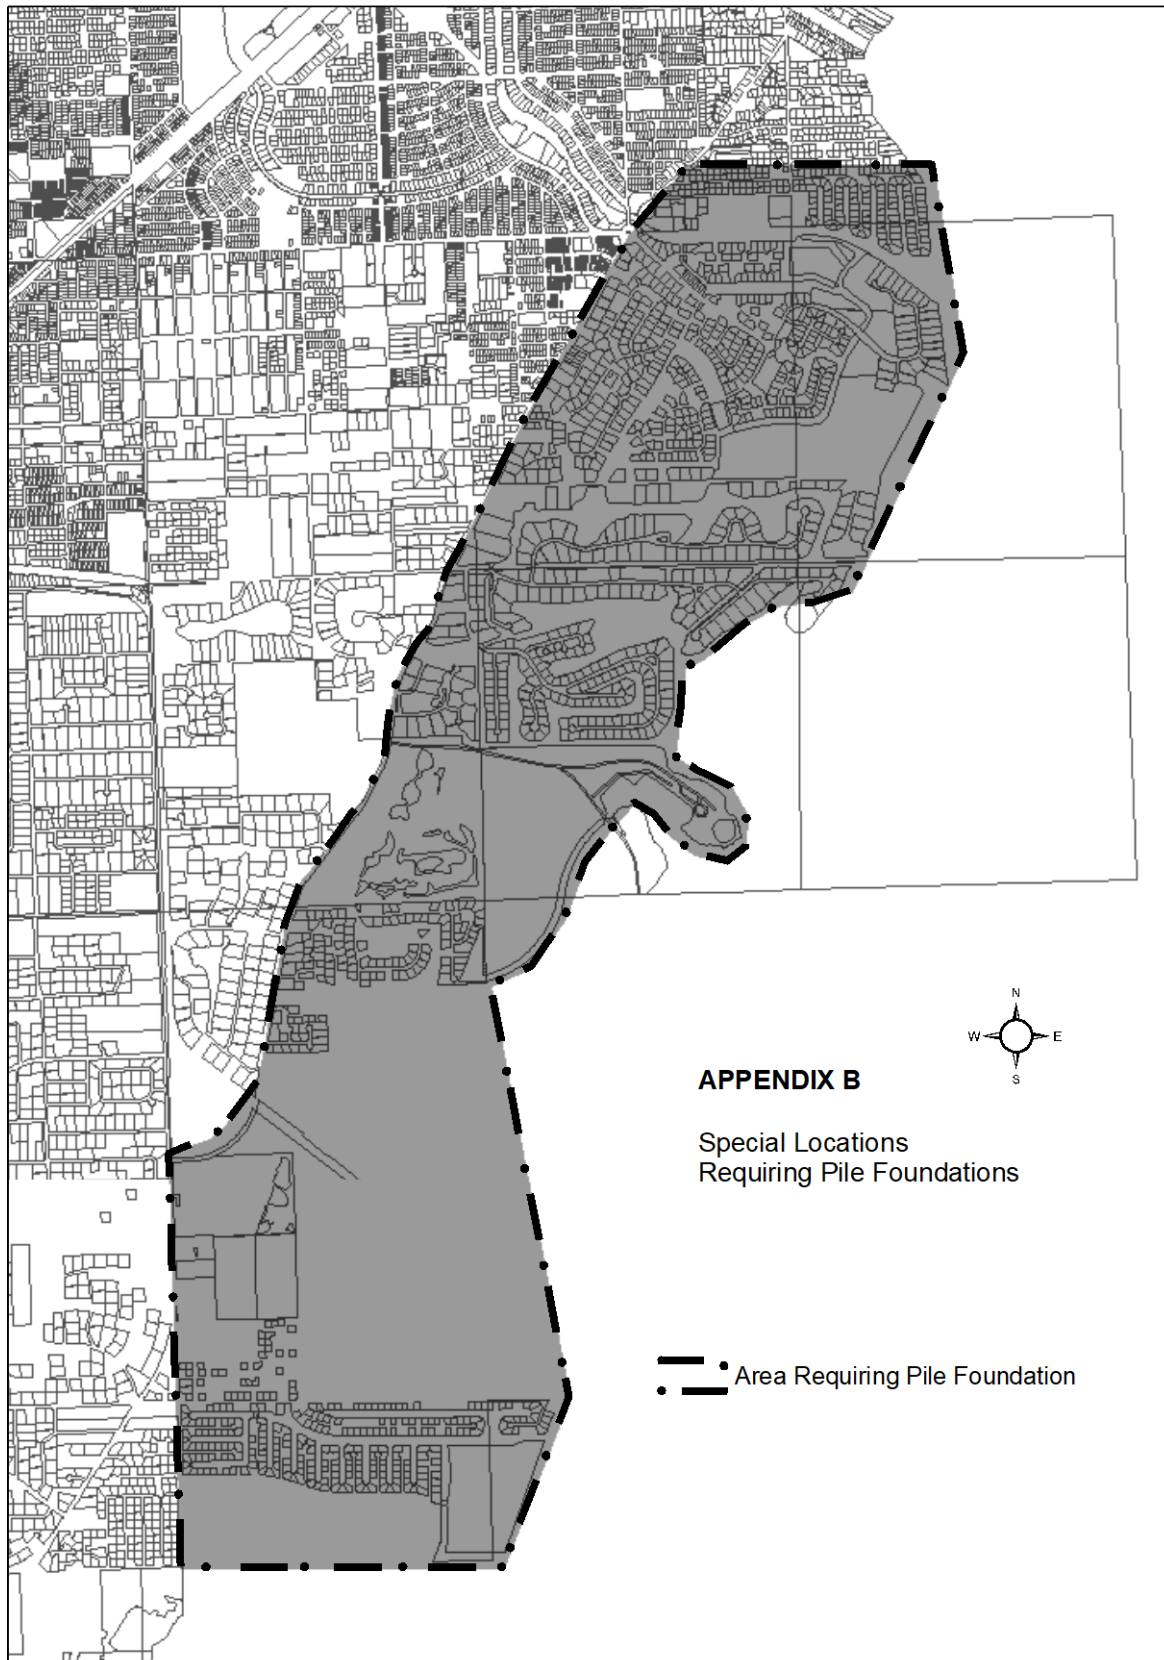 N
W E
S
APPENDIX B
Special Locations
Requiring Pile Foundations
Area Requiring Pile Foundation